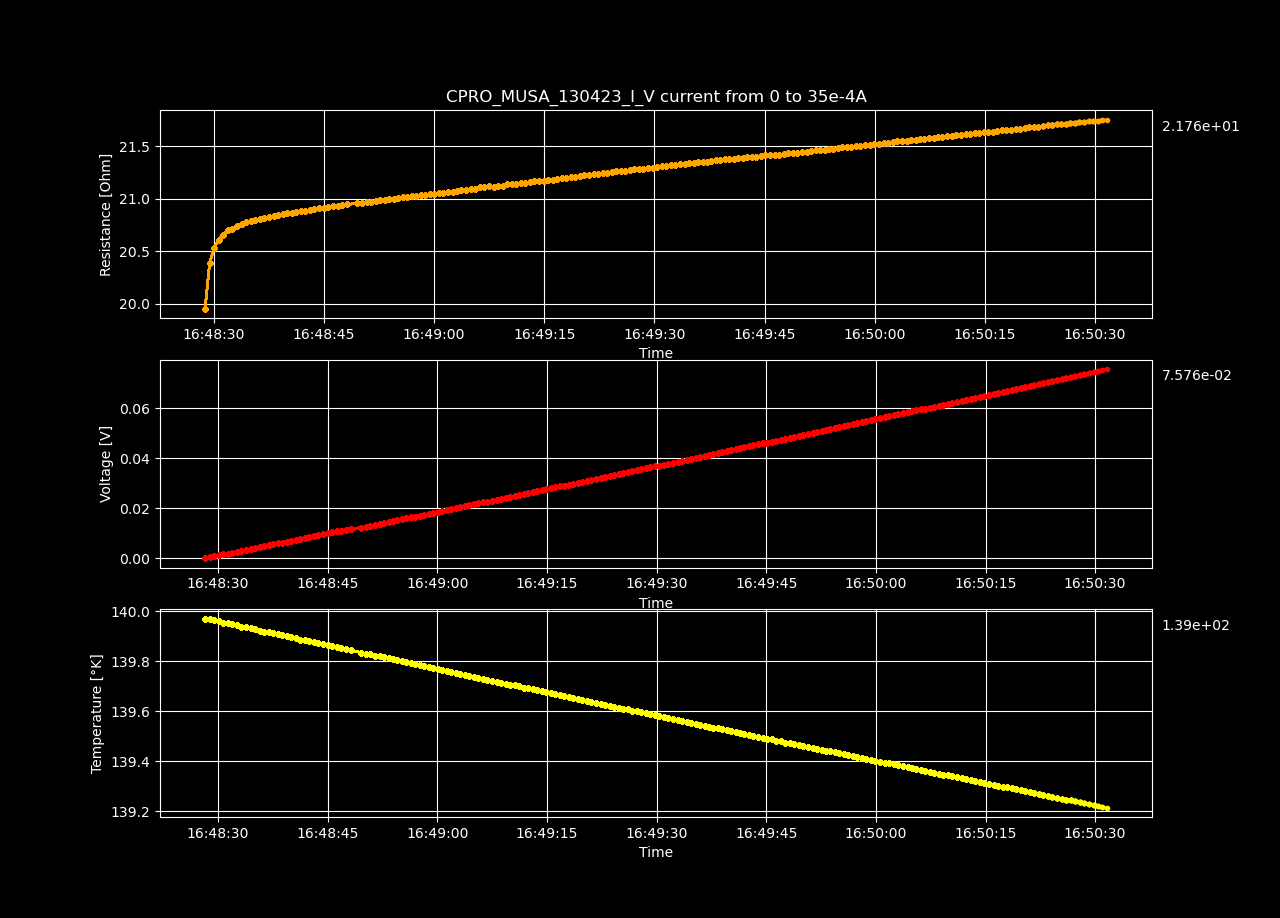 CPRO_MUSA_130423_I_V current from 0 to 35e-4A
2.176e+01
Resistance [Ohm]
21.5
21.0
20.5
20.0
16:48:30 16:48:45 16:49:00 16:49:15 16:49:30 16:49:45 16:50:00 16:50:15 16:50:30
Time
7.576e-02
Voltage [V]
0.06
0.04
0.02
0.00
16:48:30 16:48:45 16:49:00 16:49:15 16:49:30 16:49:45 16:50:00 16:50:15 16:50:30
Time
1.39e+02
Temperature [°K]
140.0
139.8
139.6
139.4
139.2
16:48:30 16:48:45 16:49:00 16:49:15 16:49:30 16:49:45 16:50:00 16:50:15 16:50:30
Time